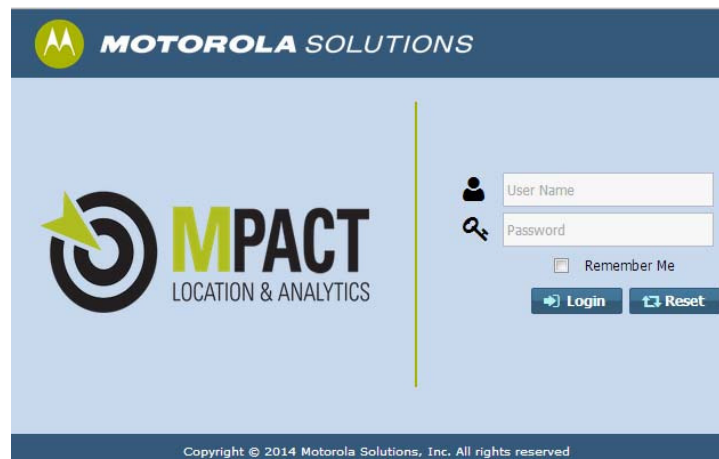 MOTOROLA SOLUTIONS
MPACT
LOCATION & ANALYTICS
User Name
Password
Remember Me
Login
Reset
Copyright © 2014 Motorola Solutions, Inc. All rights reserved